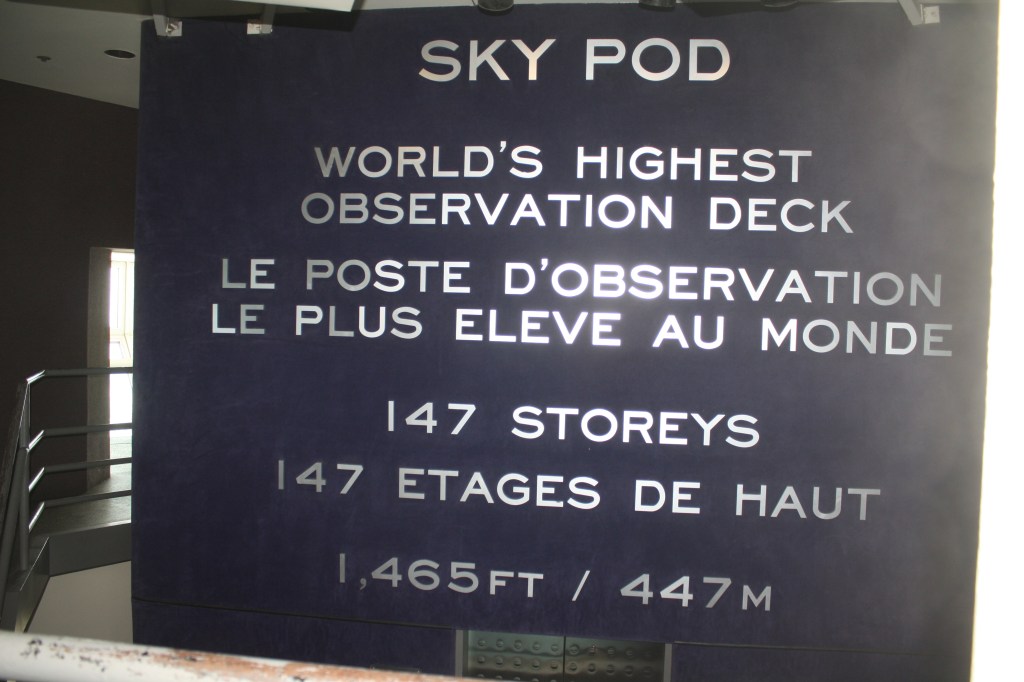 SKY POD
WORLD'S HIGHEST
OBSERVATION DECK
LE POSTE D'OBSERVATION
LE PLUS ELEVE AU MONDE
147 STOREYS
147 ETAGES DE HAUT
1,465FT / 447M